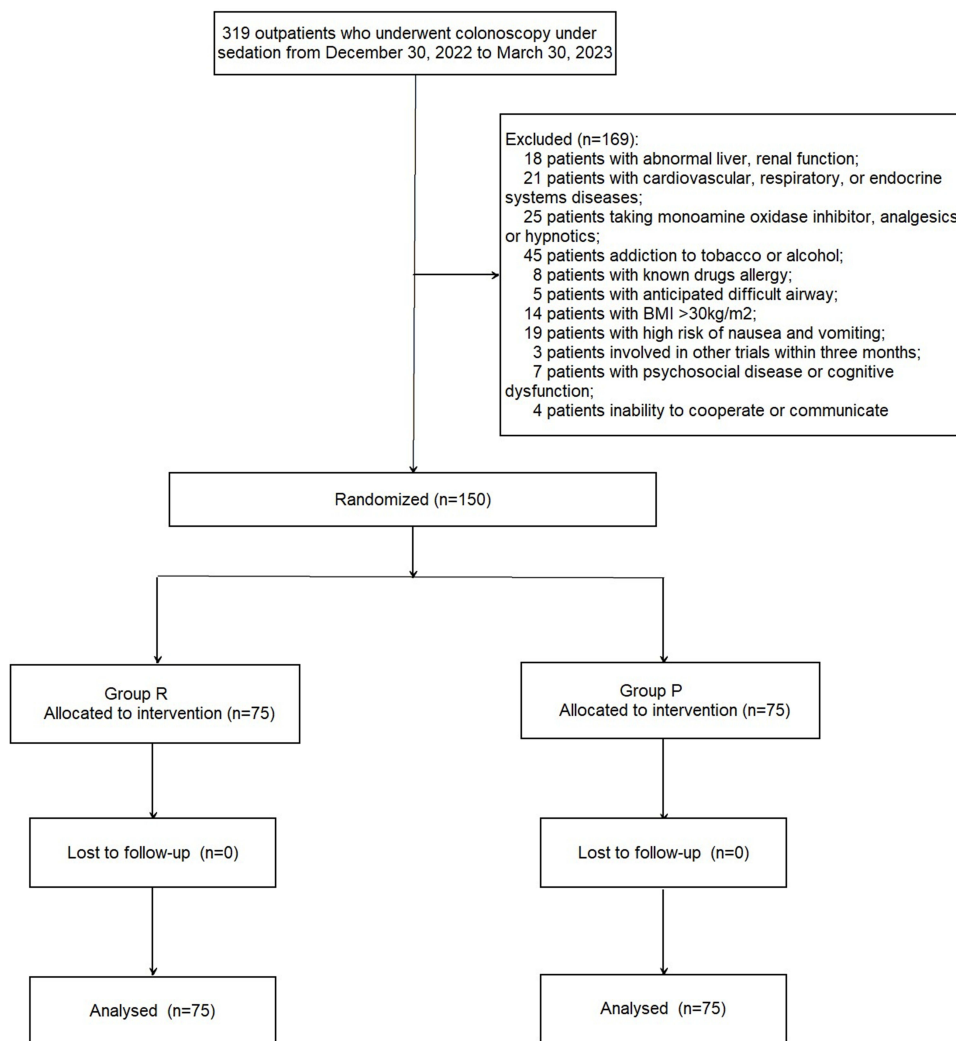 319 outpatients who underwent colonoscopy under
sedation from December 30, 2022 to March 30, 2023
Excluded (n=169):
18 patients with abnormal liver, renal function;
21 patients with cardiovascular, respiratory, or endocrine
systems diseases;
25 patients taking monoamine oxidase inhibitor, analgesics
or hypnotics;
45 patients addiction to tobacco or alcohol;
8 patients with known drugs allergy;
5 patients with anticipated difficult airway;
14 patients with BMI >30kg/m2;
19 patients with high risk of nausea and vomiting;
3 patients involved in other trials within three months;
7 patients with psychosocial disease or cognitive
dysfunction;
4 patients inability to cooperate or communicate
Randomized (n=150)
Group R
Allocated to intervention (n=75)
Group P
Allocated to intervention (n=75)
Lost to follow-up (n=0)
Lost to follow-up (n=0)
Analysed (n=75)
Analysed (n=75)